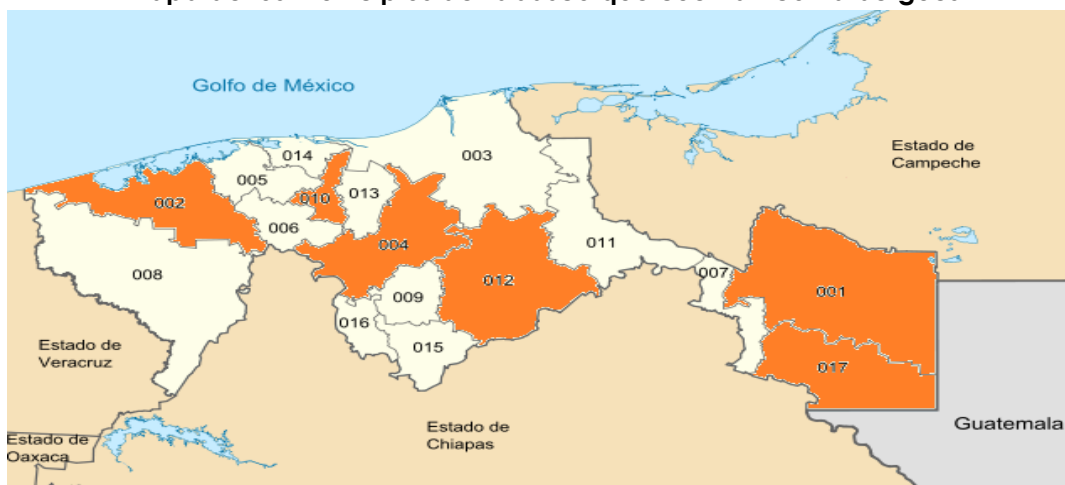 Golfo de México
Estado de
Campeche
014
003
005
013
010
002
006
004
011
012
007
008
009
001
016
015
017
Estado de
Veracruz
Estado de
Chiapas
Estado de
Oaxaca
Guatemala